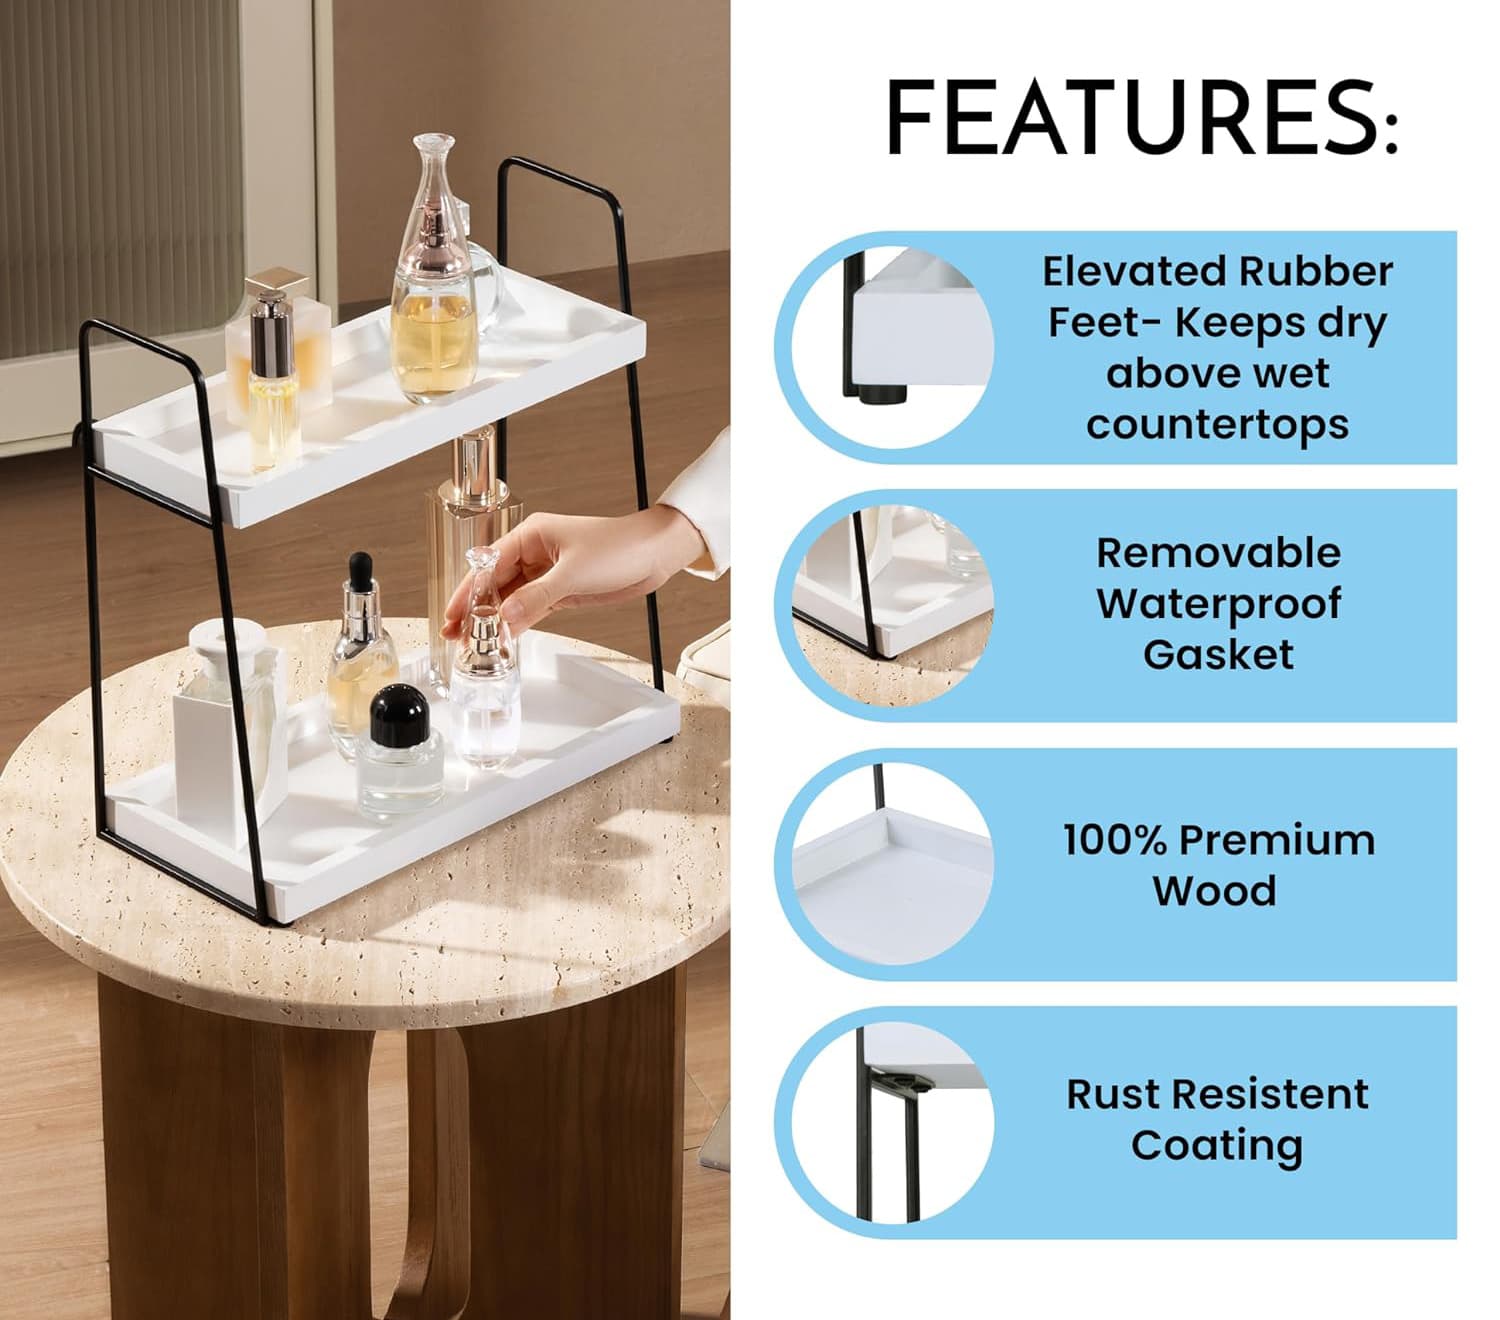 FEATURES:
Elevated Rubber
Feet- Keeps dry
above wet
countertops
Removable
Waterproof
Gasket
100% Premium
Wood
Rust Resistent
Coating